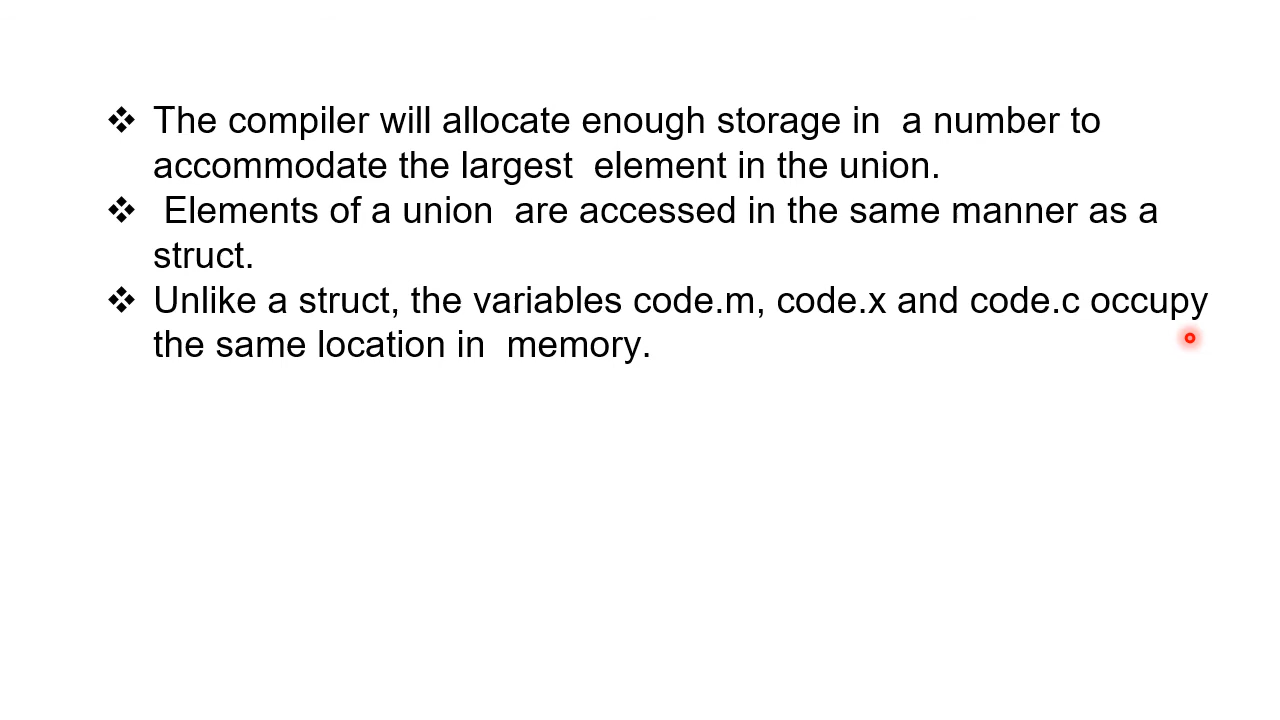 ❖ The compiler will allocate enough storage in  a number to
accommodate the largest  element in the union.
❖  Elements of a union  are accessed in the same manner as a
struct.
❖ Unlike a struct, the variables code.m, code.x and code.c occupy
the same location in  memory.